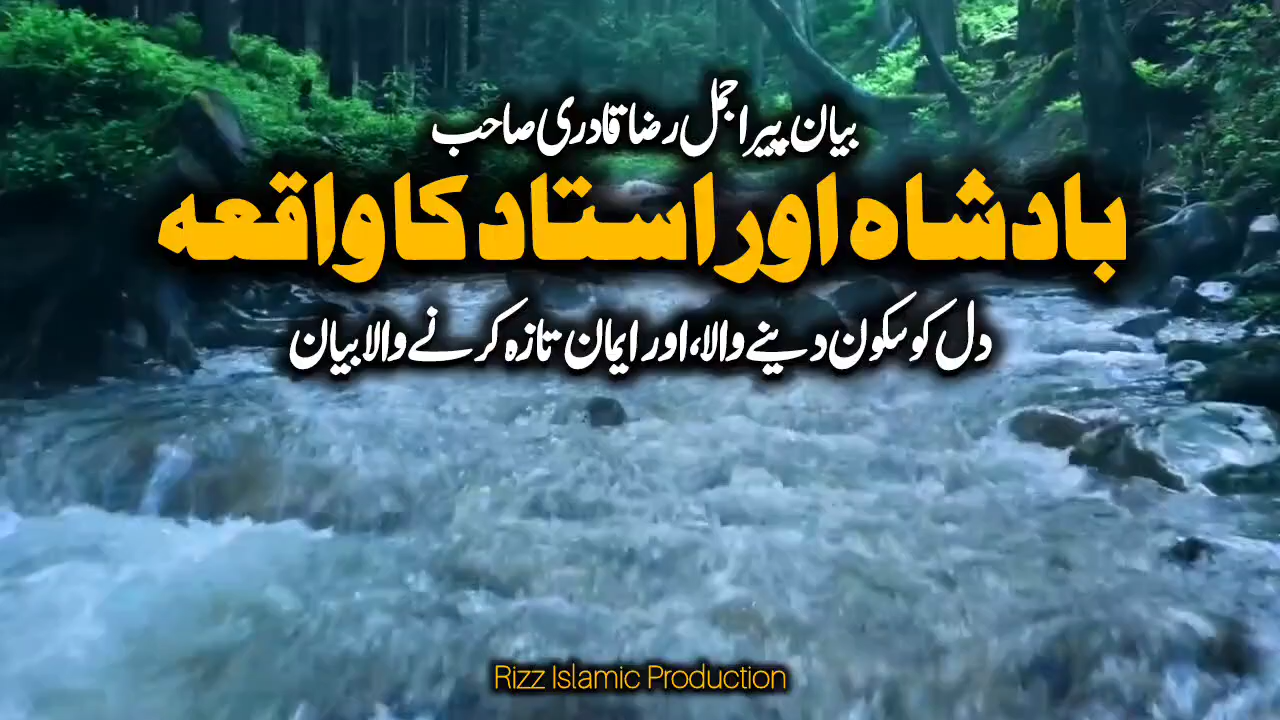 بیان پیر اجمل رضا قادری صاحب
بادشاہ اور استاد کا واقعہ
دل کو سکون دینے والا، اور ایمان تازہ کرنے والا بیان
Rizz Islamic Production